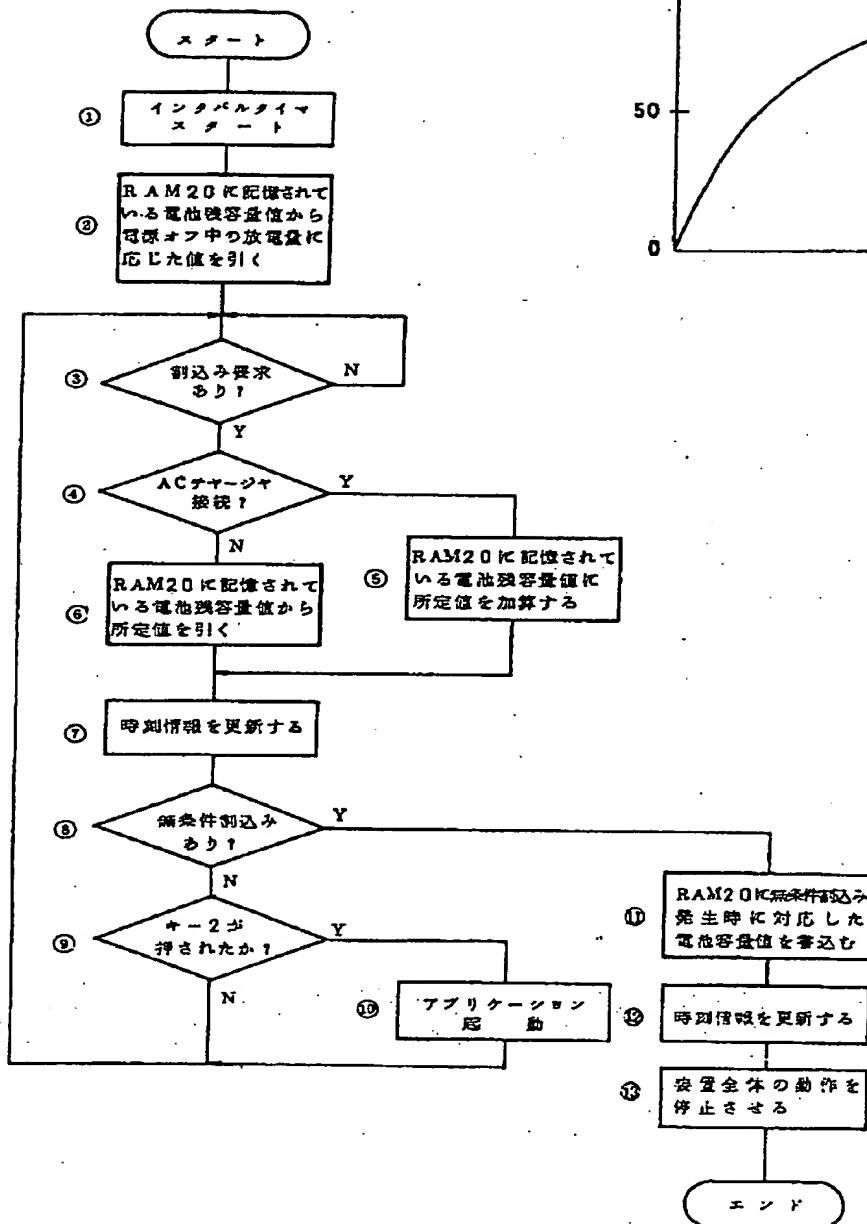 スタート
①
インタバルタイマ
スタート
②
RAM20に記憶されて
いる電池残容量値から
電源オフ中の放電量に
応じた値を引く
③
割込み要求
あり?
N
Y
④
ACチャージャ
接続?
Y
N
⑤
RAM20に記憶されて
いる電池残容量値に
所定値を加算する
⑥
RAM20に記憶されて
いる電池残容量値から
所定値を引く
⑦
時刻情報を更新する
⑧
無条件割込み
あり?
Y
N
⑨
キー2が
押されたか?
Y
N
⑩
アプリケーション
起動
⑪
RAM20に無条件割込み
発生時に対応した
電池容量値を書込む
⑫
時刻情報を更新する
⑬
装置全体の動作を
停止させる
エンド
50
0